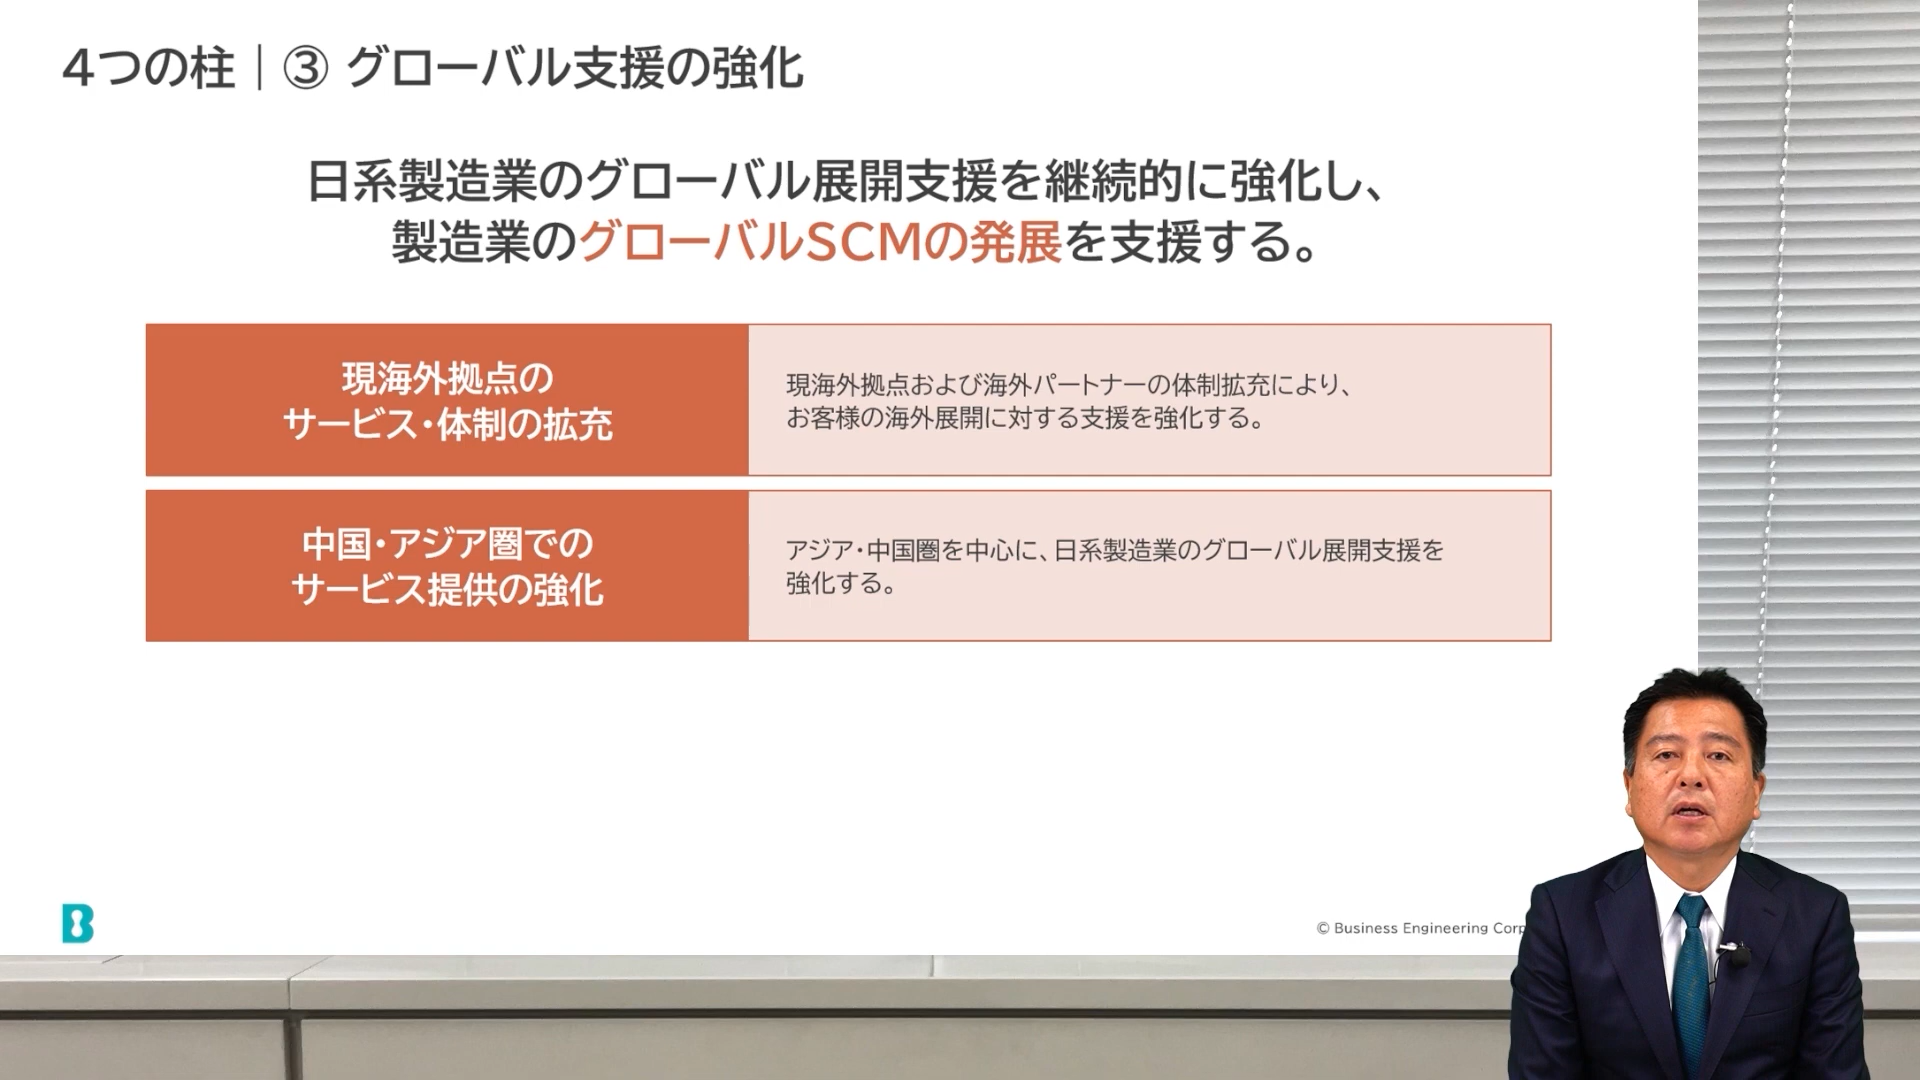 4つの柱｜③ グローバル支援の強化
日系製造業のグローバル展開支援を継続的に強化し、
製造業のグローバルSCMの発展を支援する。
現海外拠点の
サービス・体制の拡充
現海外拠点および海外パートナーの体制拡充により、
お客様の海外展開に対する支援を強化する。
中国・アジア圏での
サービス提供の強化
アジア・中国圏を中心に、日系製造業のグローバル展開支援を
強化する。
B
© Business Engineering Corp